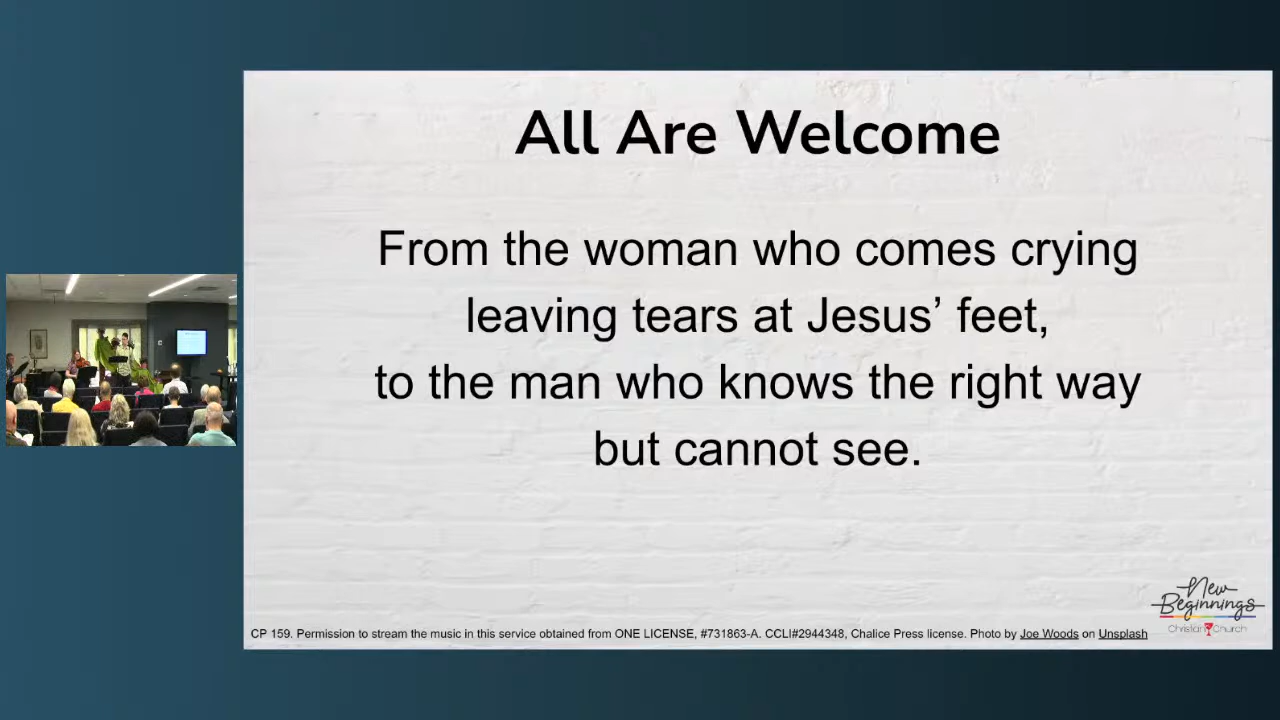 All Are Welcome
From the woman who comes crying
leaving tears at Jesus’ feet,
to the man who knows the right way
but cannot see.
New
Beginnings
Christian Church
CP 159. Permission to stream the music in this service obtained from ONE LICENSE, #731863-A. CCLI#2944348, Chalice Press license. Photo by Joe Woods on Unsplash